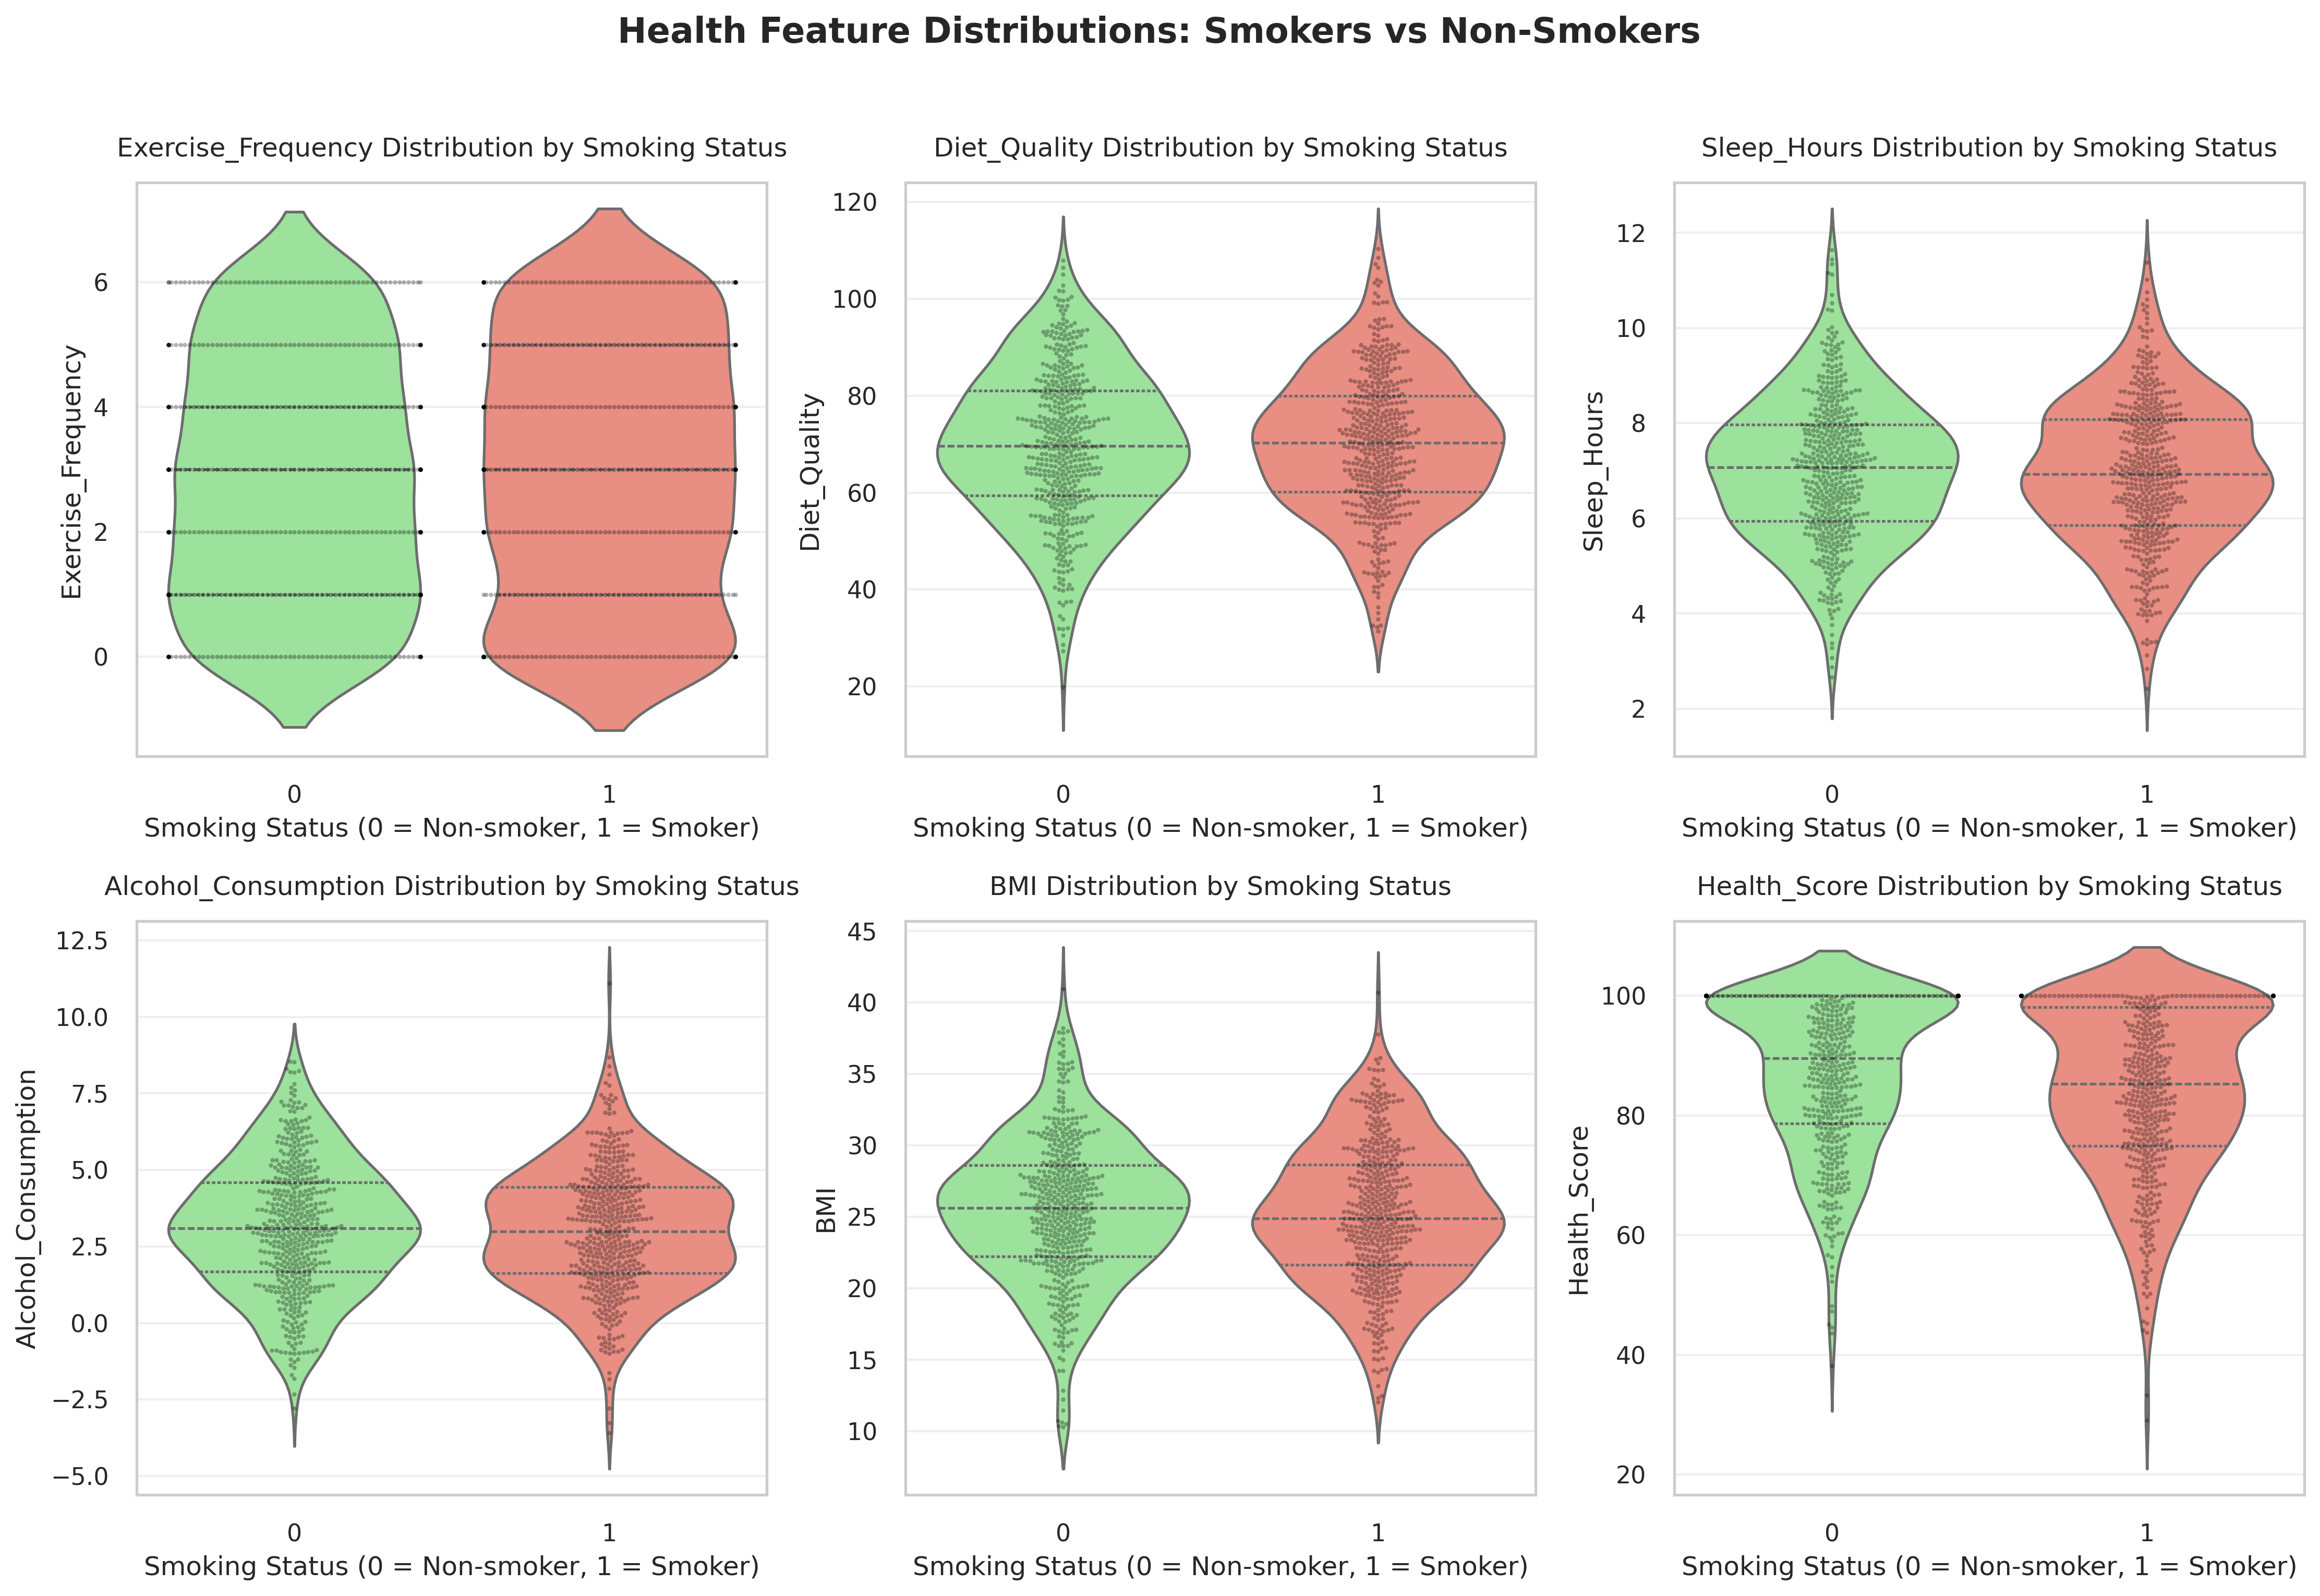 Health Feature Distributions: Smokers vs Non-Smokers
Exercise_Frequency Distribution by Smoking Status
Exercise_Frequency
6
4
2
0
0
1
Smoking Status (0 = Non-smoker, 1 = Smoker)
Diet_Quality Distribution by Smoking Status
Diet_Quality
120
100
80
60
40
20
0
1
Smoking Status (0 = Non-smoker, 1 = Smoker)
Sleep_Hours Distribution by Smoking Status
Sleep_Hours
12
10
8
6
4
2
0
1
Smoking Status (0 = Non-smoker, 1 = Smoker)
Alcohol_Consumption Distribution by Smoking Status
Alcohol_Consumption
12.5
10.0
7.5
5.0
2.5
0.0
−2.5
−5.0
0
1
Smoking Status (0 = Non-smoker, 1 = Smoker)
BMI Distribution by Smoking Status
BMI
45
40
35
30
25
20
15
10
0
1
Smoking Status (0 = Non-smoker, 1 = Smoker)
Health_Score Distribution by Smoking Status
Health_Score
100
80
60
40
20
0
1
Smoking Status (0 = Non-smoker, 1 = Smoker)